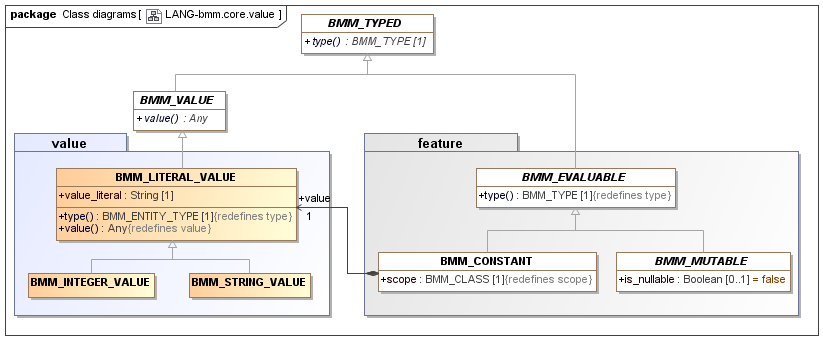 package Class diagrams [ LANG-bmm.core.value ]
BMM_TYPED
+type() : BMM_TYPE [1]
BMM_VALUE
+value() : Any
value
BMM_LITERAL_VALUE
+value_literal : String [1]
+type() : BMM_ENTITY_TYPE [1]{redefines type}
+value() : Any{redefines value}
BMM_INTEGER_VALUE
BMM_STRING_VALUE
+value
1
feature
BMM_EVALUABLE
+type() : BMM_TYPE [1]{redefines type}
BMM_CONSTANT
+scope : BMM_CLASS [1]{redefines scope}
BMM_MUTABLE
+is_nullable : Boolean [0..1] = false